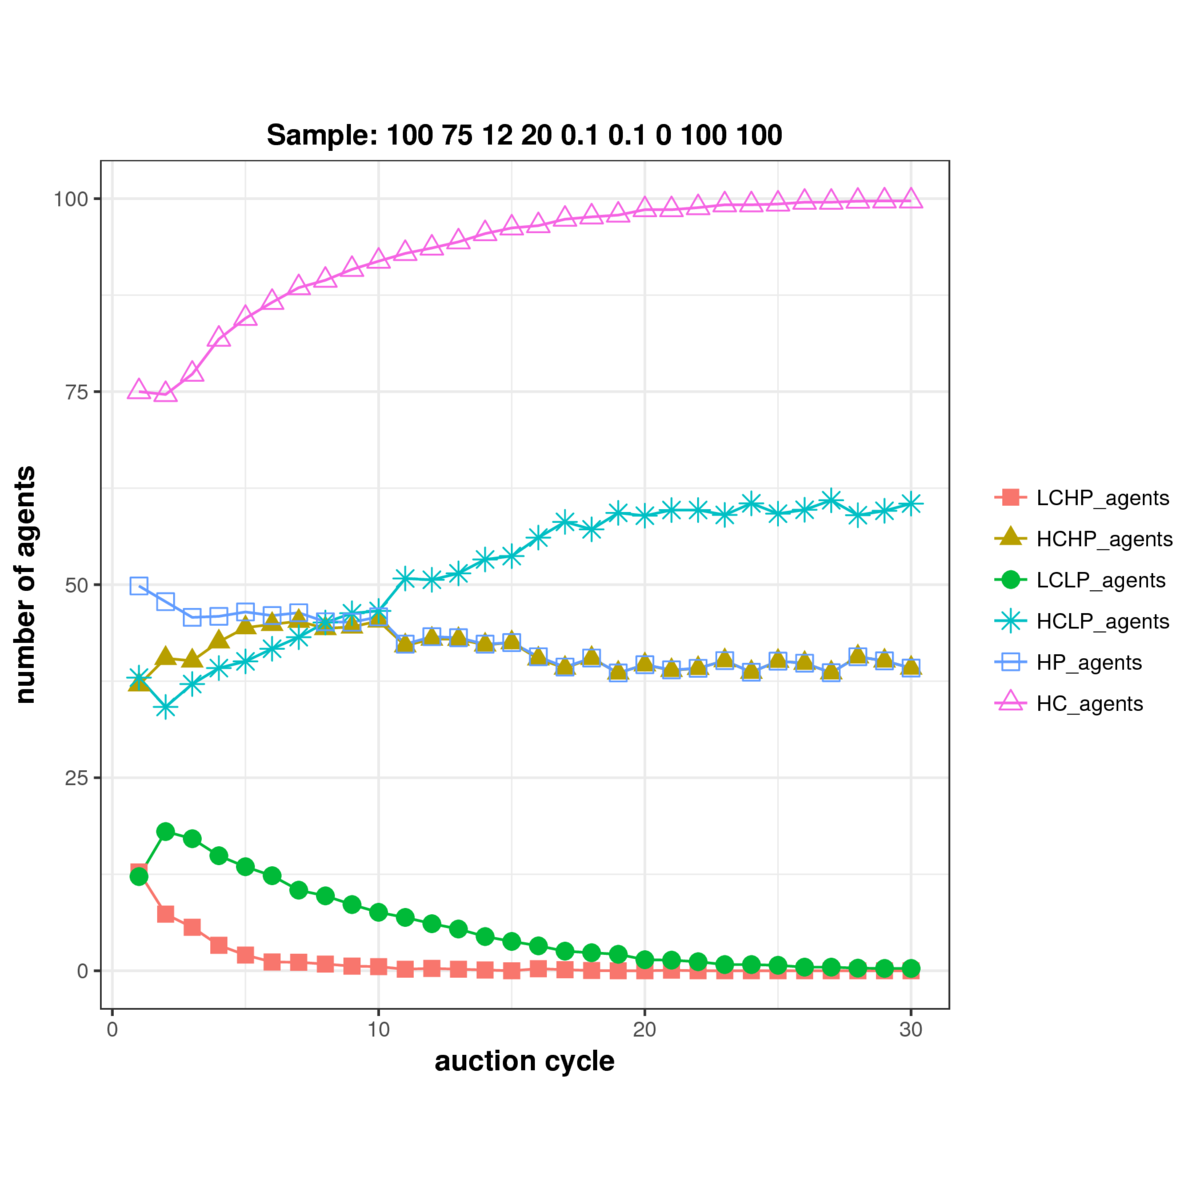 Sample: 100 75 12 20 0.1 0.1 0 100 100
100
75
50
25
0
number of agents
0 10 20 30
auction cycle
LCHP_agents
HCHP_agents
LCLP_agents
HCLP_agents
HP_agents
HC_agents